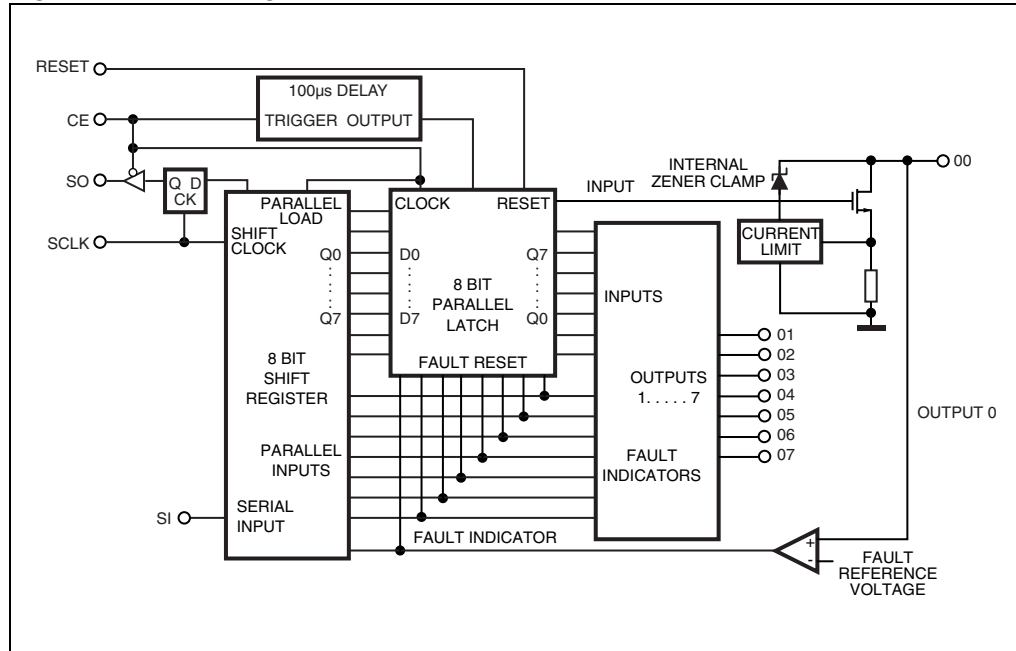 RESET
100µs DELAY
CE
TRIGGER OUTPUT
00
INTERNAL
ZENER CLAMP
INPUT
SO
Q D
CK
PARALLEL
LOAD
CLOCK
RESET
SCLK
SHIFT
CLOCK
CURRENT
LIMIT
Q0
D0
Q7
8 BIT
PARALLEL
LATCH
INPUTS
Q7
D7
Q0
01
8 BIT
SHIFT
REGISTER
FAULT RESET
02
OUTPUTS
1. . . . . 7
03
04
05
OUTPUT 0
06
07
PARALLEL
INPUTS
FAULT
INDICATORS
SERIAL
INPUT
SI
FAULT INDICATOR
+
-
FAULT
REFERENCE
VOLTAGE